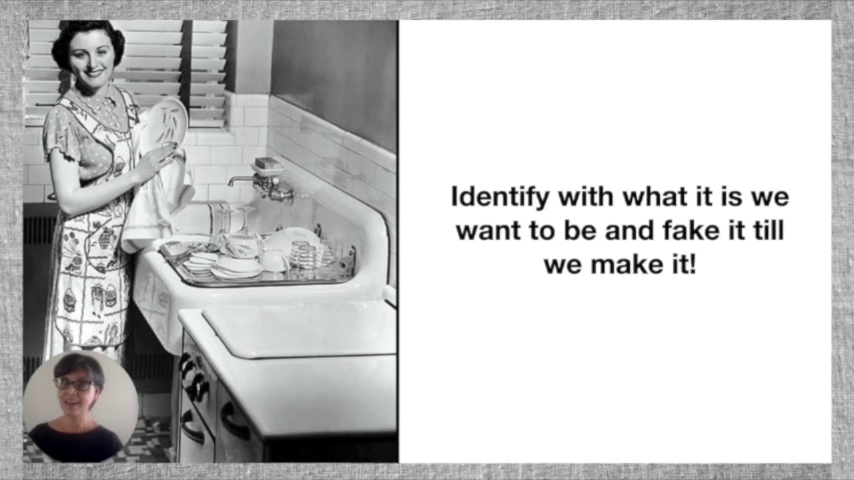 Identify with what it is we
want to be and fake it till
we make it!